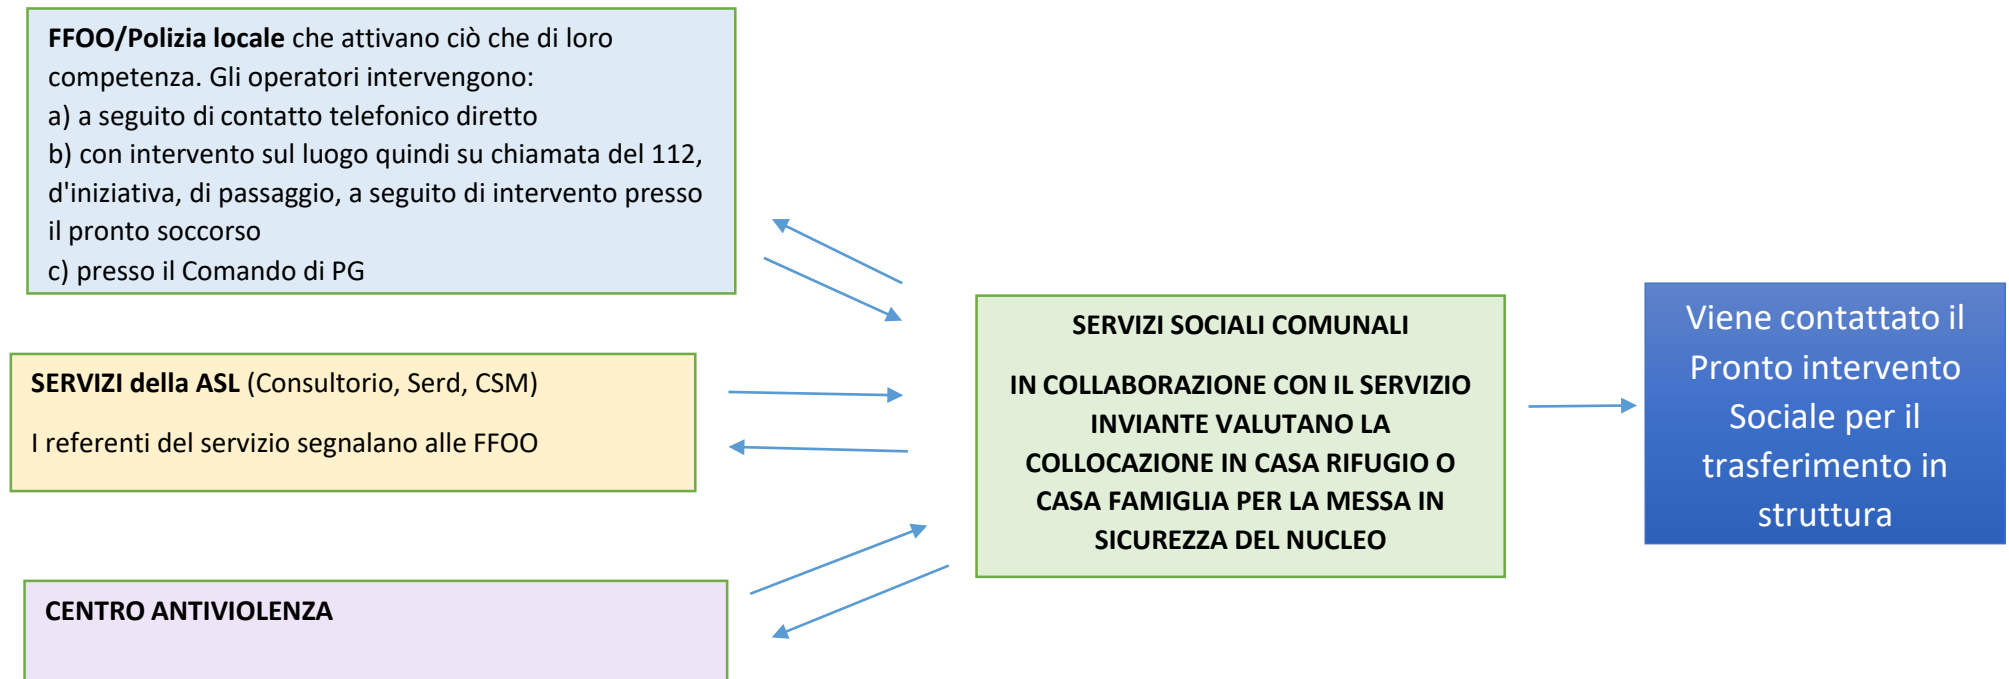 FFOO/Polizia locale che attivano ciò che di loro
competenza. Gli operatori intervengono:
a) a seguito di contatto telefonico diretto
b) con intervento sul luogo quindi su chiamata del 112,
d'iniziativa, di passaggio, a seguito di intervento presso
il pronto soccorso
c) presso il Comando di PG
SERVIZI della ASL (Consultorio, Serd, CSM)
I referenti del servizio segnalano alle FFOO
CENTRO ANTIVIOLENZA
SERVIZI SOCIALI COMUNALI
IN COLLABORAZIONE CON IL SERVIZIO
INVIANTE VALUTANO LA
COLLOCAZIONE IN CASA RIFUGIO O
CASA FAMIGLIA PER LA MESSA IN
SICUREZZA DEL NUCLEO
Viene contattato il
Pronto intervento
Sociale per il
trasferimento in
struttura